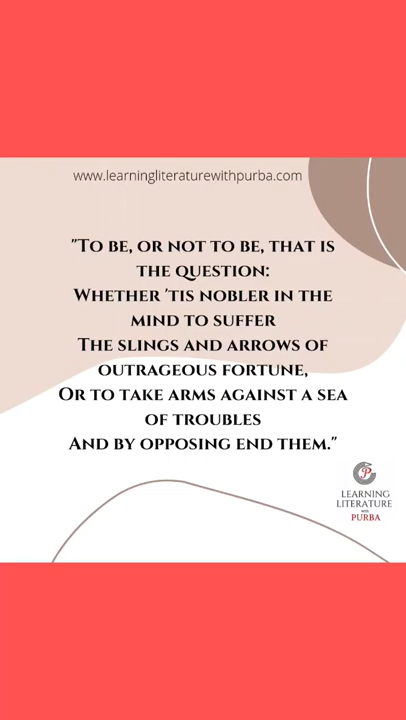 www.learningliteraturewithpurba.com
"To be, or not to be, that is
the question:
Whether 'tis nobler in the
mind to suffer
The slings and arrows of
outrageous fortune,
Or to take arms against a sea
of troubles
And by opposing end them."
P
LEARNING
LITERATURE
with
PURBA